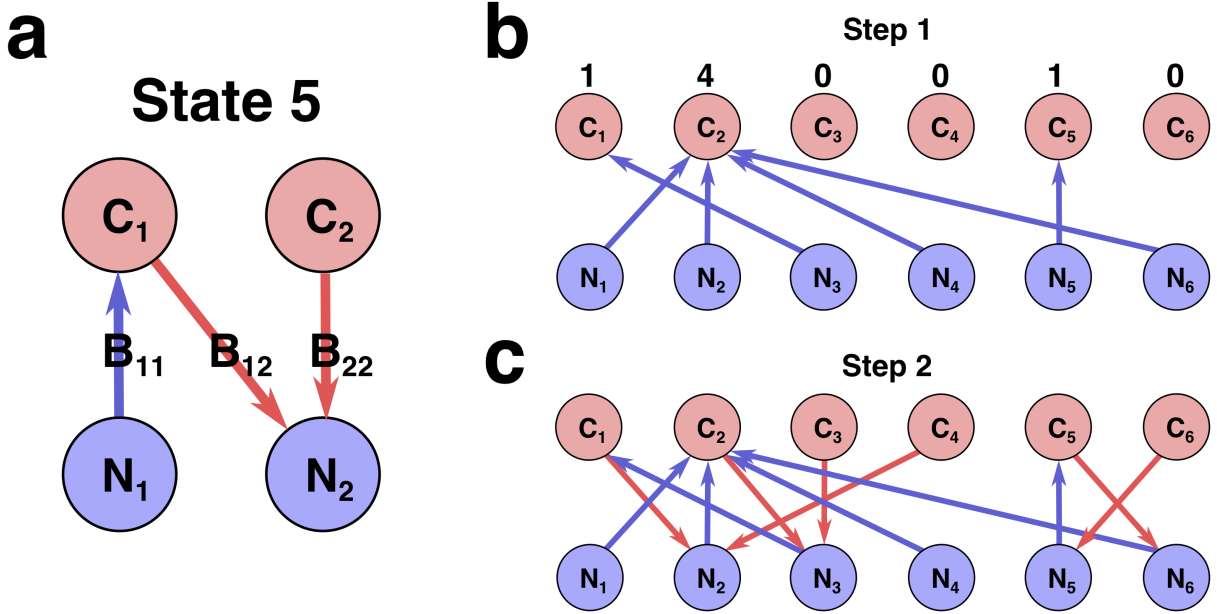 a
State 5
C₁ C₂
B₁₁ B₁₂ B₂₂
N₁ N₂
b
Step 1
1 4 0 0 1 0
C₁ C₂ C₃ C₄ C₅ C₆
N₁ N₂ N₃ N₄ N₅ N₆
c
Step 2
C₁ C₂ C₃ C₄ C₅ C₆
N₁ N₂ N₃ N₄ N₅ N₆